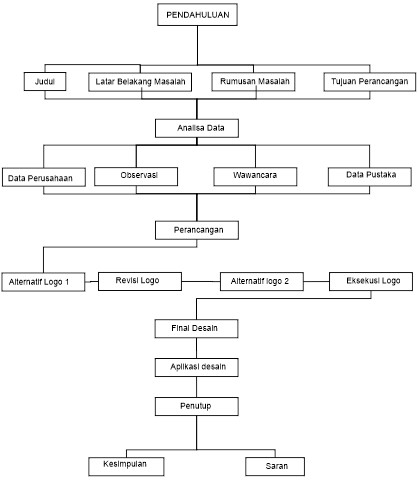 PENDAHULUAN
Judul
Latar Belakang Masalah
Rumusan Masalah
Tujuan Perancangan
Analisa Data
Data Perusahaan
Observasi
Wawancara
Data Pustaka
Perancangan
Alternatif Logo 1
Revisi Logo
Alternatif logo 2
Eksekusi Logo
Final Desain
Aplikasi desain
Penutup
Kesimpulan
Saran